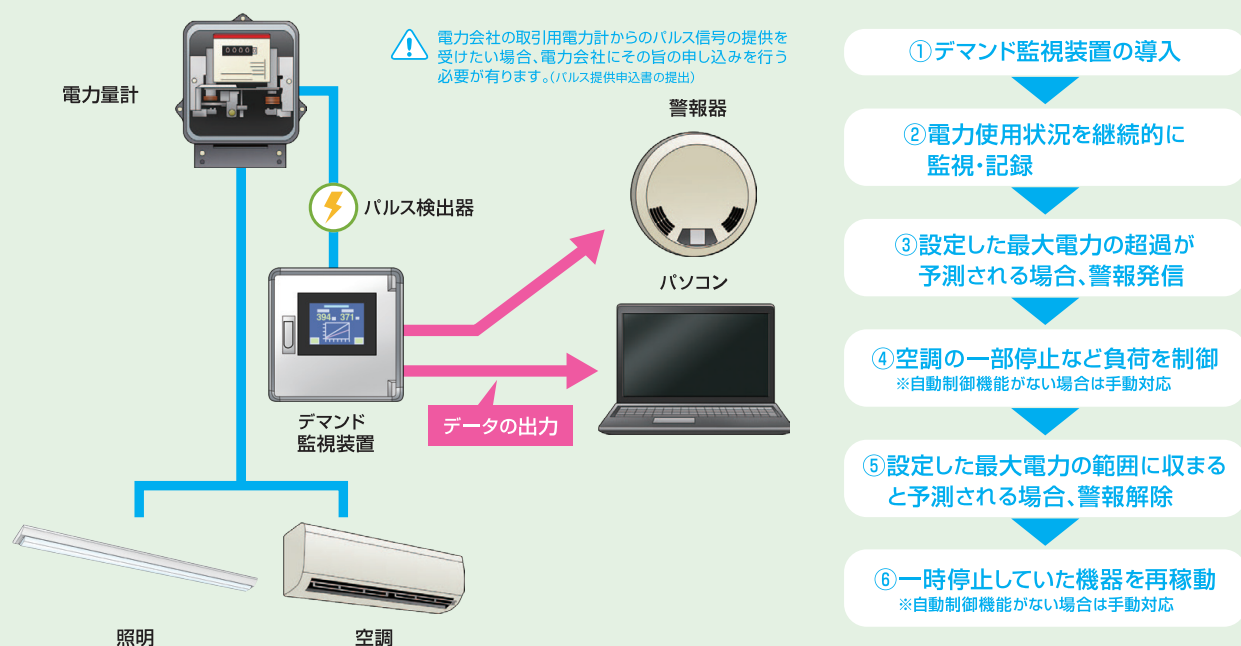 電力会社の取引用電力計からのパルス信号の提供を
受けたい場合、電力会社にその旨の申し込みを行う
必要が有ります。(パルス提供申込書の提出)
電力量計
0000
パルス検出器
394 371
デマンド
監視装置
警報器
パソコン
データの出力
照明
空調
①デマンド監視装置の導入
②電力使用状況を継続的に
監視・記録
③設定した最大電力の超過が
予測される場合、警報発信
④空調の一部停止など負荷を制御
※自動制御機能がない場合は手動対応
⑤設定した最大電力の範囲に収まる
と予測される場合、警報解除
⑥一時停止していた機器を再稼動
※自動制御機能がない場合は手動対応